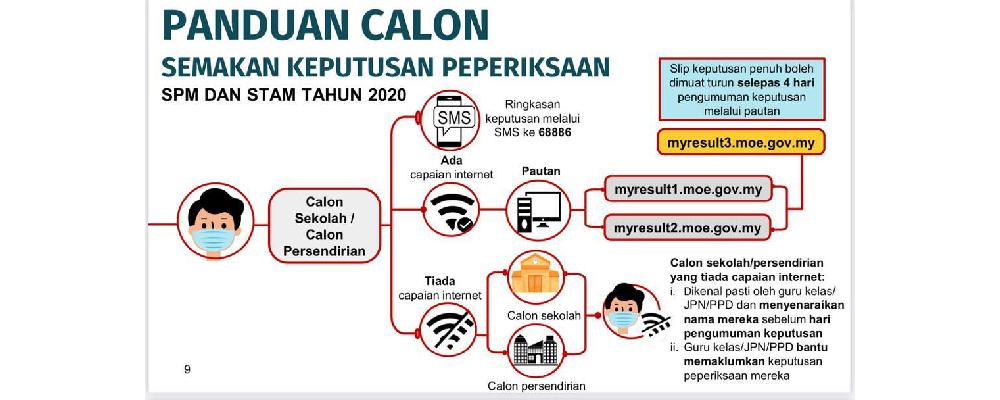 PANDUAN CALON
SEMAKAN KEPUTUSAN PEPERIKSAAN
SPM DAN STAM TAHUN 2020
SMS
Ringkasan
keputusan melalui
SMS ke 68886
Slip keputusan penuh boleh
dimuat turun selepas 4 hari
pengumuman keputusan
melalui pautan
myresult3.moe.gov.my
Calon
Sekolah /
Calon
Persendirian
Ada
capaian internet
Pautan
myresult1.moe.gov.my
myresult2.moe.gov.my
Tiada
capaian internet
Calon sekolah
Calon persendirian
Calon sekolah/persendirian
yang tiada capaian internet:
i. Dikenal pasti oleh guru kelas/
JPN/PPD dan menyenaraikan
nama mereka sebelum hari
pengumuman keputusan
ii. Guru kelas/JPN/PPD bantu
memaklumkan keputusan
peperiksaan mereka
9